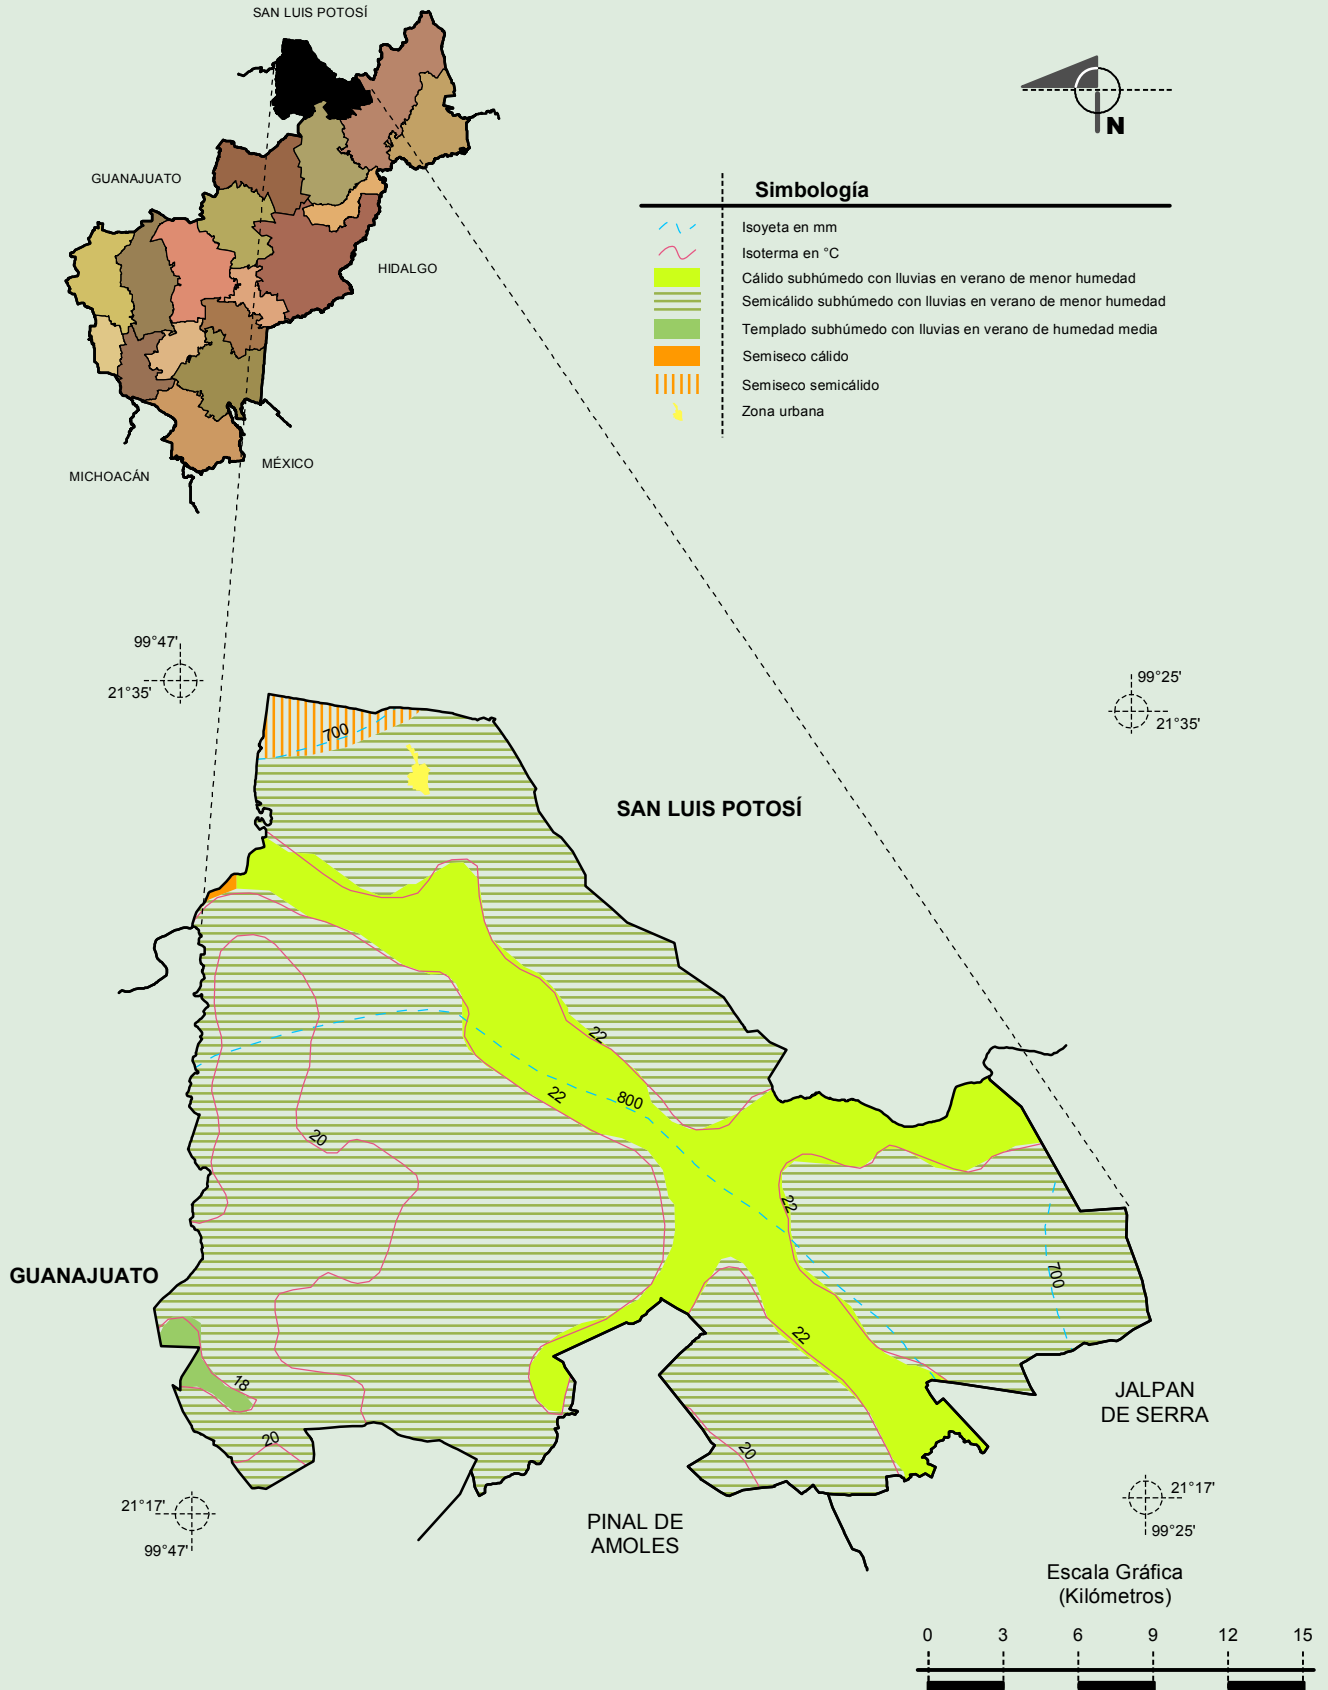 SAN LUIS POTOSÍ
GUANAJUATO
HIDALGO
MICHOACÁN
MÉXICO
N
Simbología
Isoyeta en mm
Isoterma en °C
Cálido subhúmedo con lluvias en verano de menor humedad
Semicálido subhúmedo con lluvias en verano de menor humedad
Templado subhúmedo con lluvias en verano de humedad media
Semiseco cálido
Semiseco semicálido
Zona urbana
99°47'
21°35'
99°25'
21°35'
700
SAN LUIS POTOSÍ
22
22
800
20
22
700
GUANAJUATO
22
18
20
20
JALPAN
DE SERRA
21°17'
99°47'
21°17'
99°25'
PINAL DE
AMOLES
Escala Gráfica
(Kilómetros)
0 3 6 9 12 15